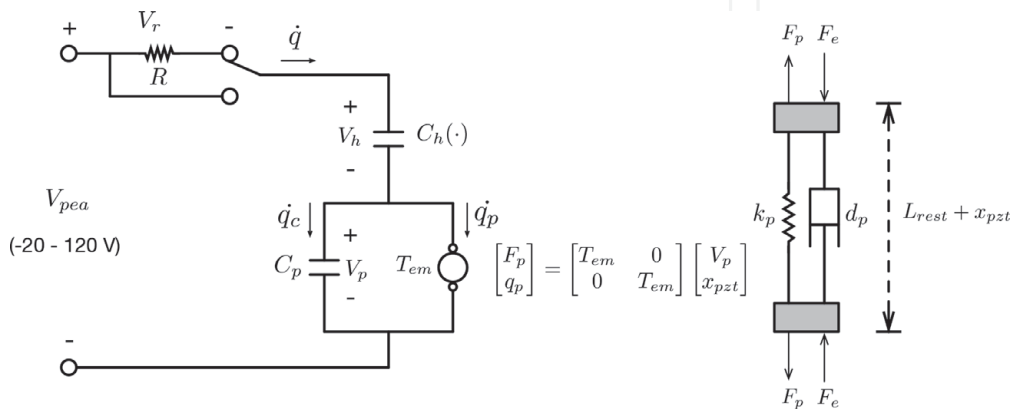 V_r
+
-
R
q̇
+
V_h
-
C_h(·)
V_pea
(-20 - 120 V)
q̇_c
q̇_p
C_p
+
V_p
-
T_em
[F_p q_p] = [T_em 0 0 T_em] [V_p x_pzt]
-
F_p
F_e
k_p
d_p
L_rest + x_pzt
F_p
F_e